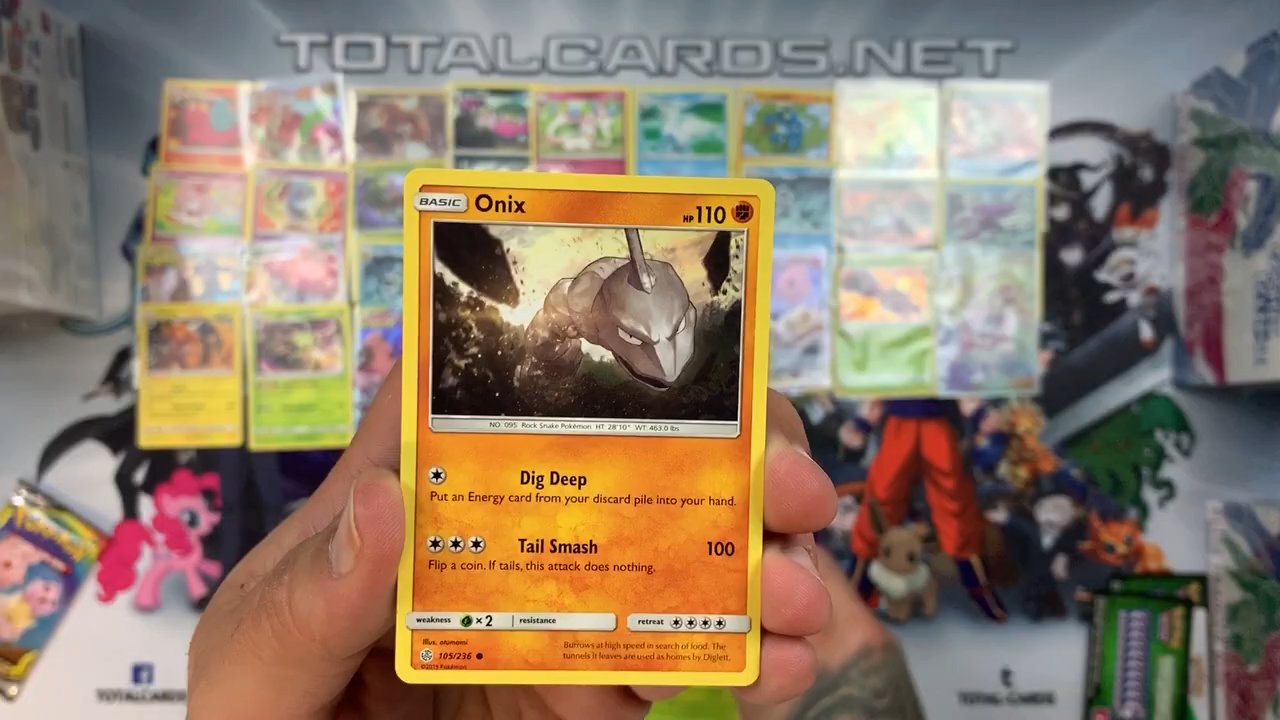 TOTALCARDS.NET
BASIC Onix HP 110
NO. 095 Rock Snake Pokémon HT: 28'10" WT: 463.0 lbs
Dig Deep
Put an Energy card from your discard pile into your hand.
Tail Smash 100
Flip a coin. If tails, this attack does nothing.
weakness ×2 resistance retreat
Illus. otumami
Burrows at high speed in search of food. The
tunnels it leaves are used as homes by Diglett.
105/236
©2019 Pokémon
TOTALCARDS
TOTAL-CARDS